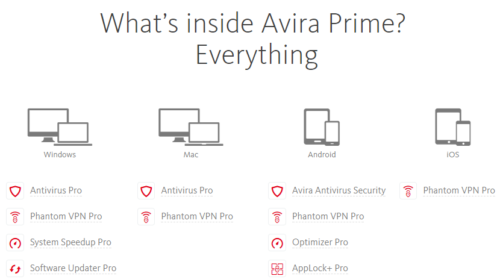 What's inside Avira Prime?
Everything
Windows
Mac
Android
iOS
Antivirus Pro
Antivirus Pro
Avira Antivirus Security
Phantom VPN Pro
Phantom VPN Pro
Phantom VPN Pro
Phantom VPN Pro
System Speedup Pro
Optimizer Pro
Software Updater Pro
AppLock+ Pro